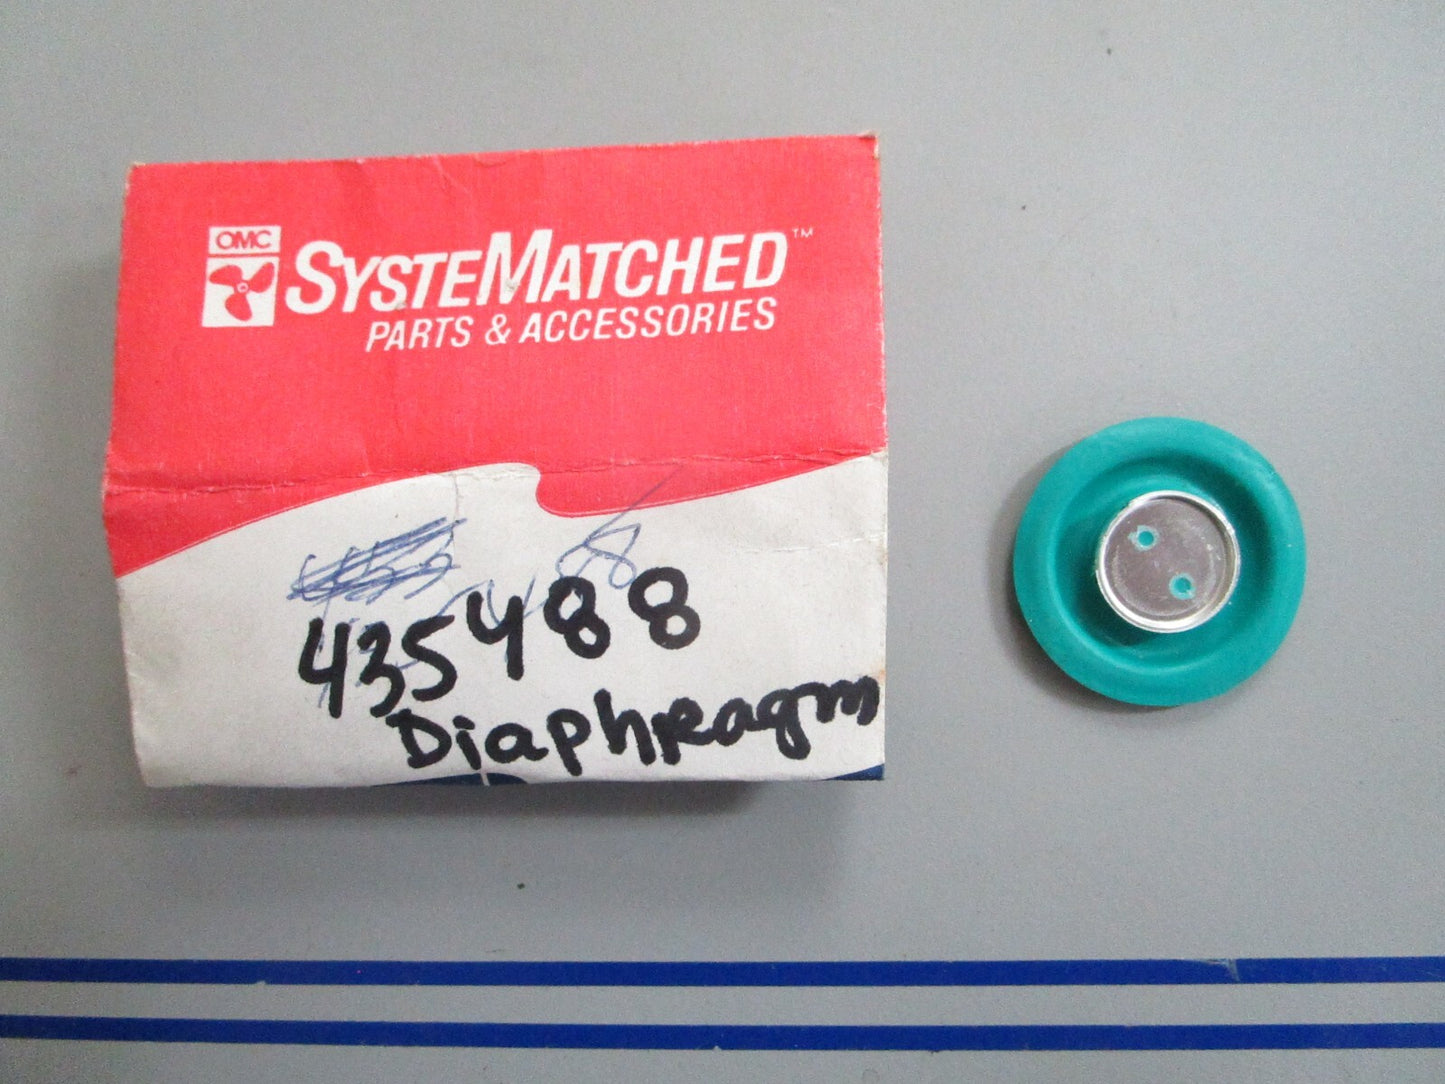 OMC
SYSTEMATCHED™
PARTS & ACCESSORIES
435488
Diaphragm